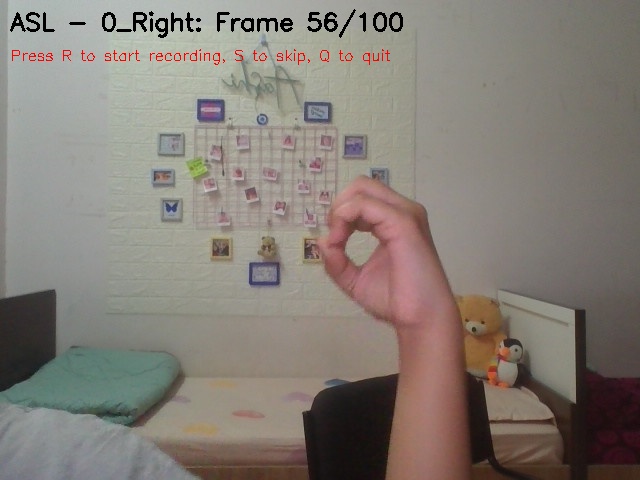 ASL - 0_Right: Frame 56/100
Press R to start recording, S to skip, Q to quit